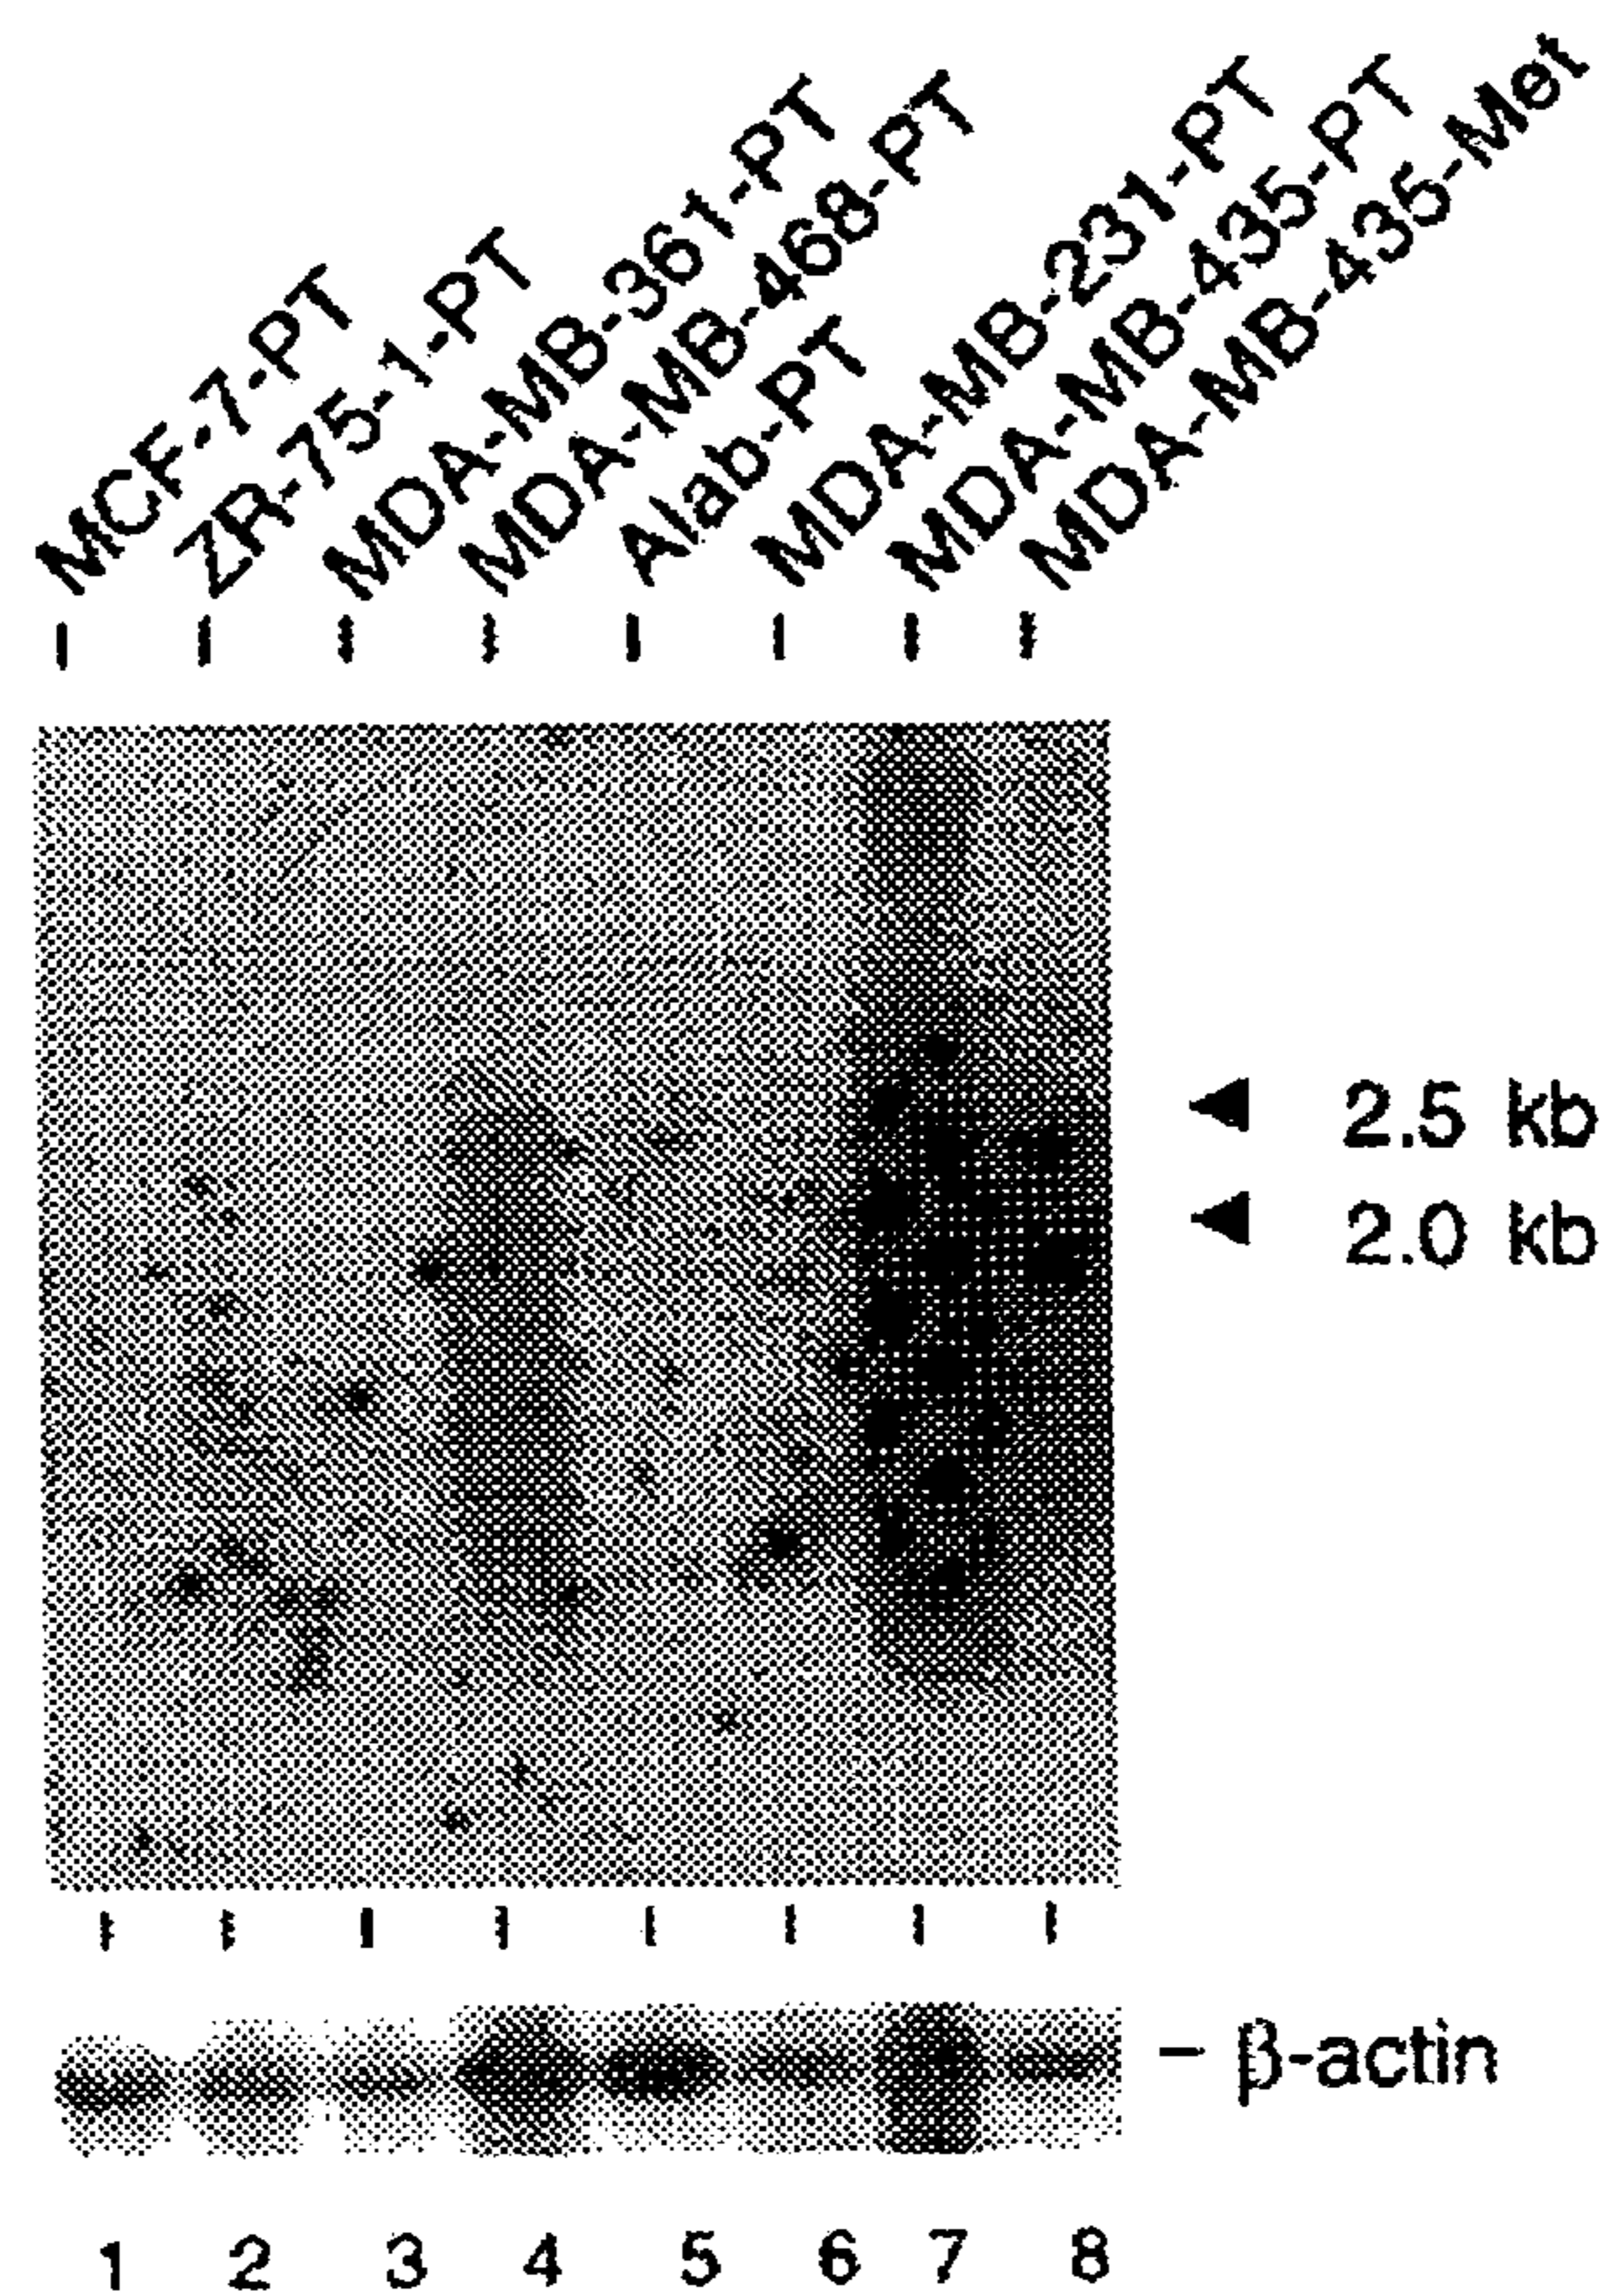 MCF-7-PT
ZR-75-1-PT
MDA-MB-361-PT
MDA-MB-468-PT
Alab-PT
MDA-MB-231-PT
MDA-MB-435-PT
MDA-MB-435-Met
2.5 kb
2.0 kb
β-actin
1 2 3 4 5 6 7 8